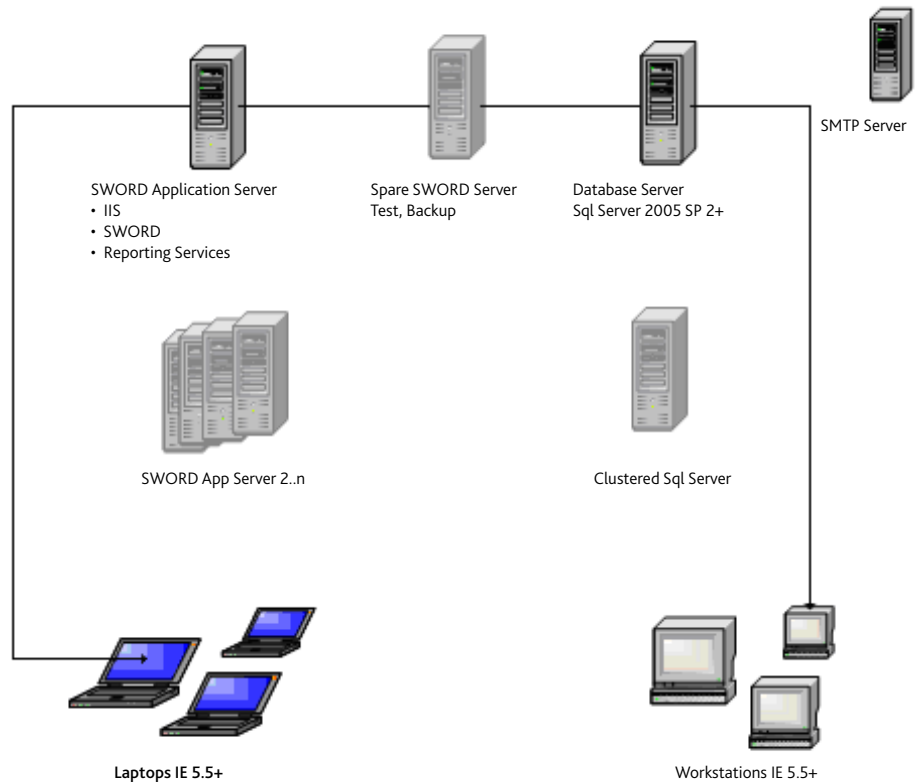 SMTP Server
SWORD Application Server
• IIS
• SWORD
• Reporting Services
Spare SWORD Server
Test, Backup
Database Server
Sql Server 2005 SP 2+
SWORD App Server 2..n
Clustered Sql Server
Laptops IE 5.5+
Workstations IE 5.5+